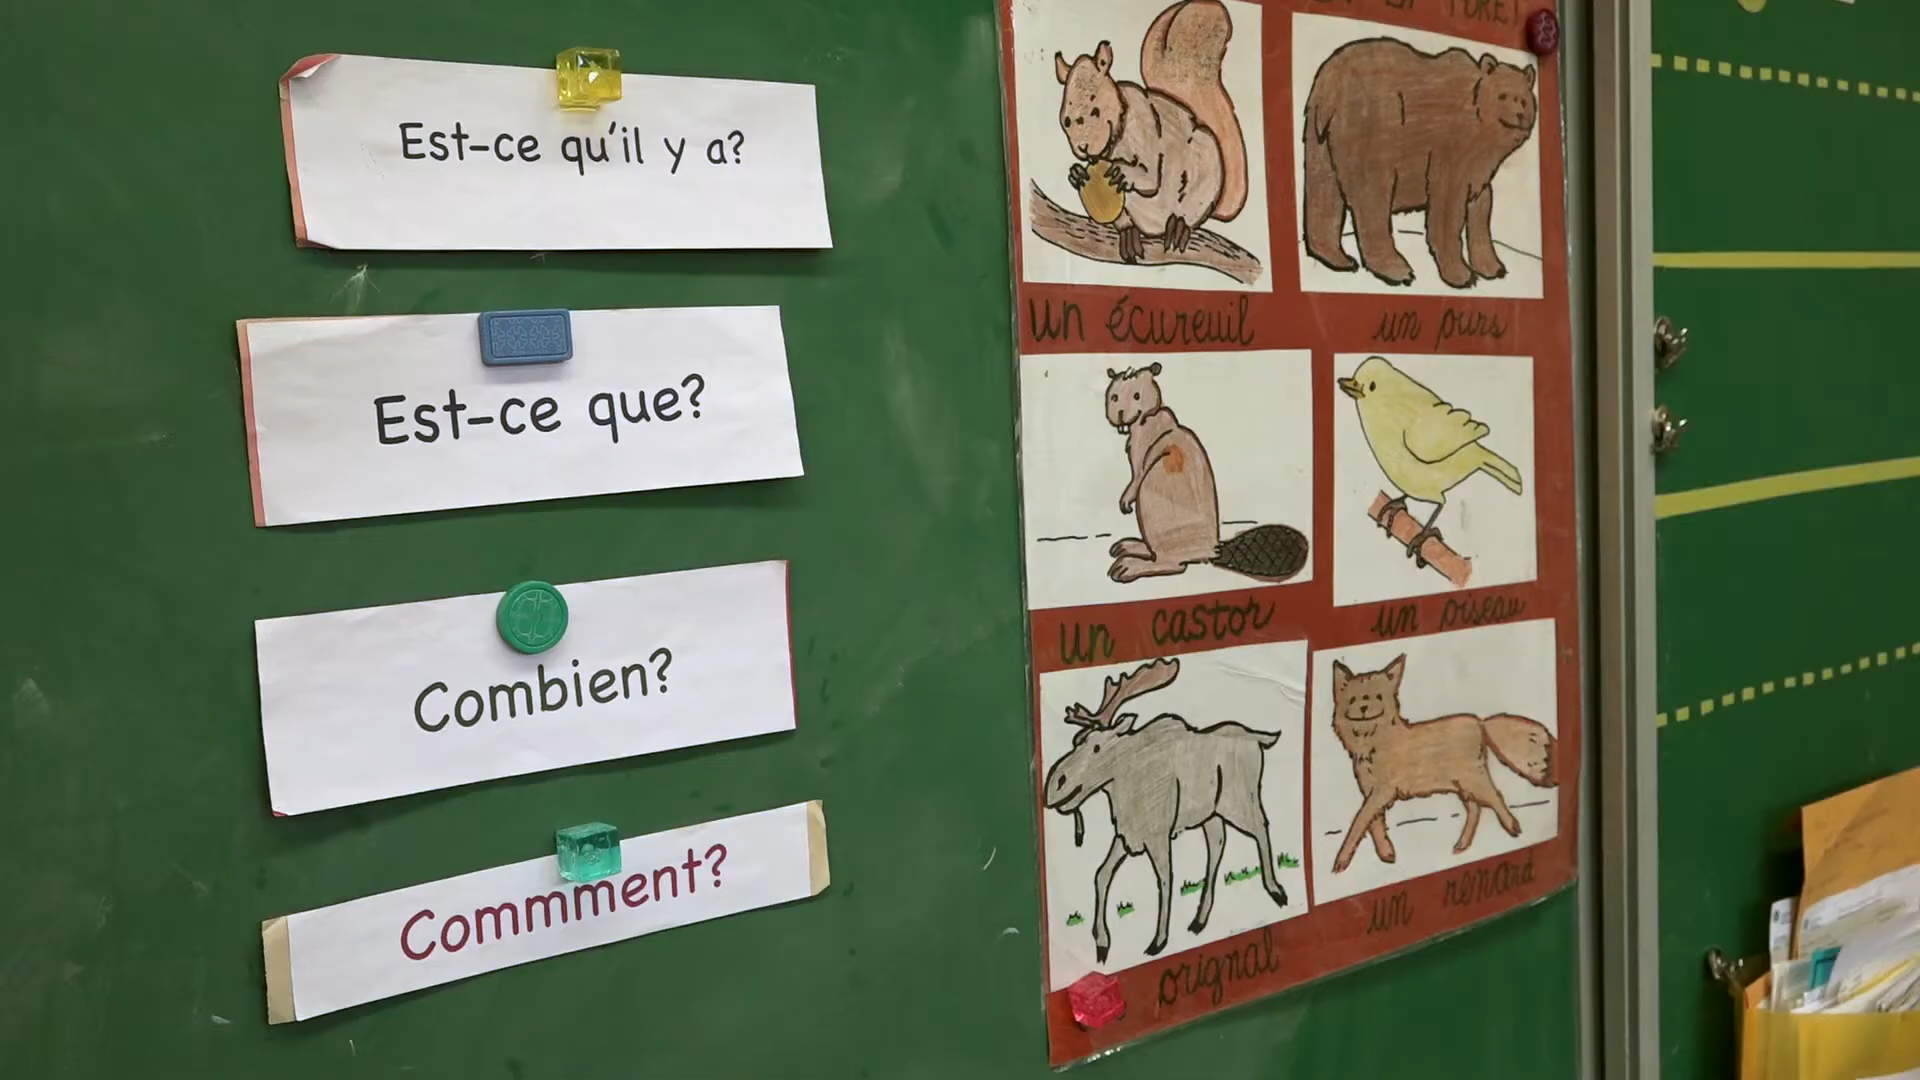 Est-ce qu'il y a?
Est-ce que?
Combien?
Commment?
un écureuil
un ours
un castor
un oiseau
orignal
un renard